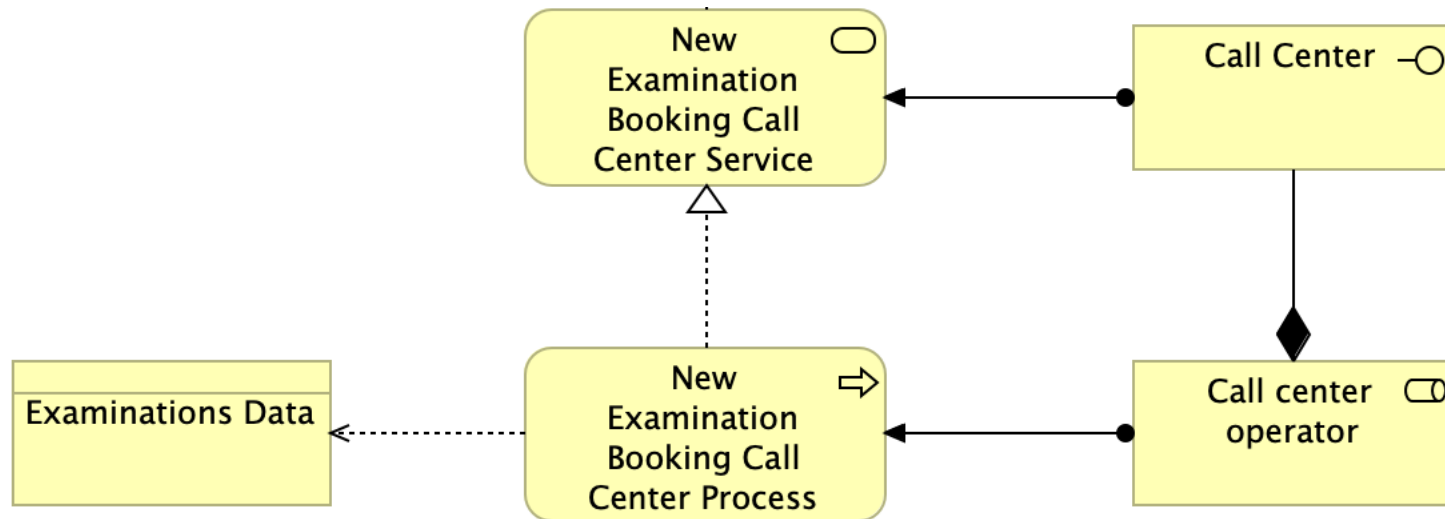 New
Examination
Booking Call
Center Service
Call Center
Examinations Data
New
Examination
Booking Call
Center Process
Call center
operator